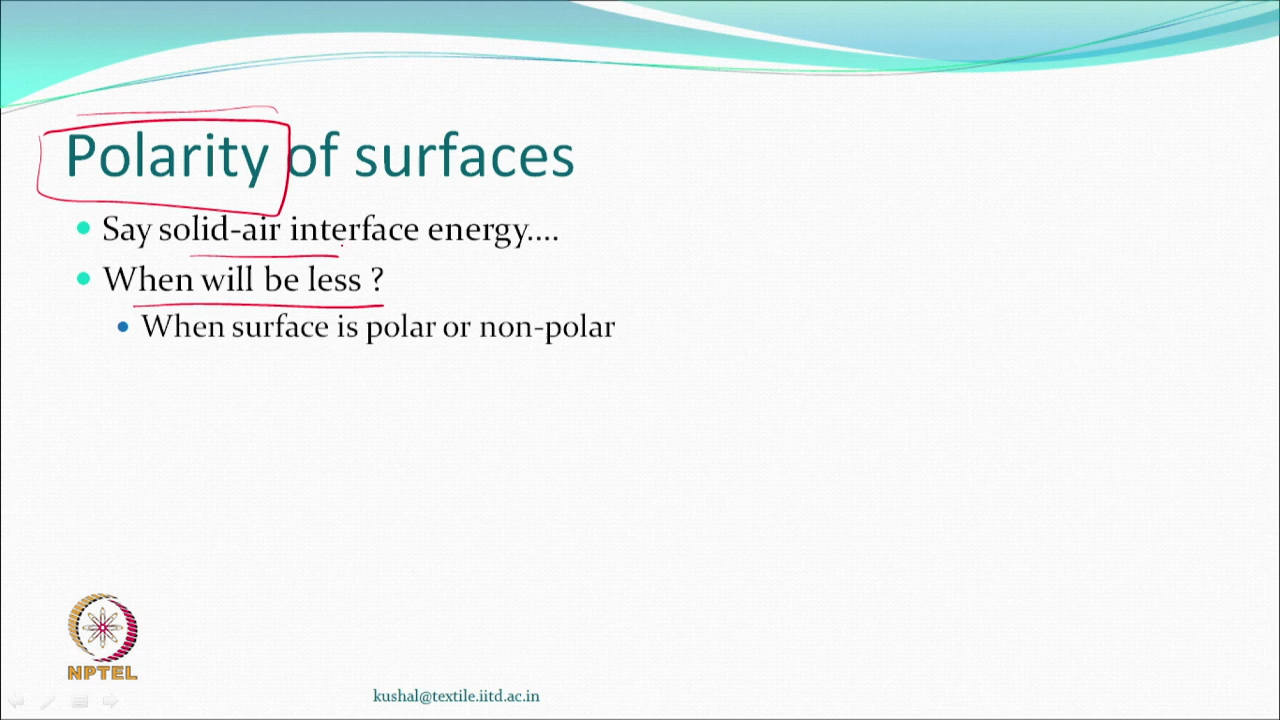 Polarity of surfaces
Say solid-air interface energy....
When will be less ?
When surface is polar or non-polar
NPTEL
kushal@textile.iitd.ac.in